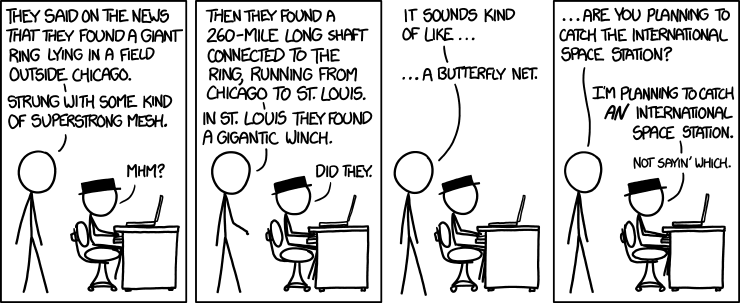 THEY SAID ON THE NEWS
THAT THEY FOUND A GIANT
RING LYING IN A FIELD
OUTSIDE CHICAGO.
STRUNG WITH SOME KIND
OF SUPERSTRONG MESH.
MHM?
THEN THEY FOUND A
260-MILE LONG SHAFT
CONNECTED TO THE
RING, RUNNING FROM
CHICAGO TO ST. LOUIS.
IN ST. LOUIS THEY FOUND
A GIGANTIC WINCH.
DID THEY.
IT SOUNDS KIND
OF LIKE...
...A BUTTERFLY NET.
...ARE YOU PLANNING TO
CATCH THE INTERNATIONAL
SPACE STATION?
I'M PLANNING TO CATCH
AN INTERNATIONAL
SPACE STATION.
NOT SAYIN' WHICH.